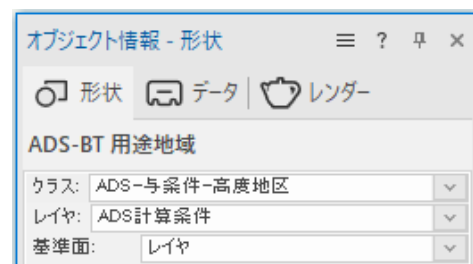 オブジェクト情報 - 形状
形状 データ レンダー
ADS-BT 用途地域
クラス: ADS-与条件-高度地区
レイヤ: ADS計算条件
基準面: レイヤ